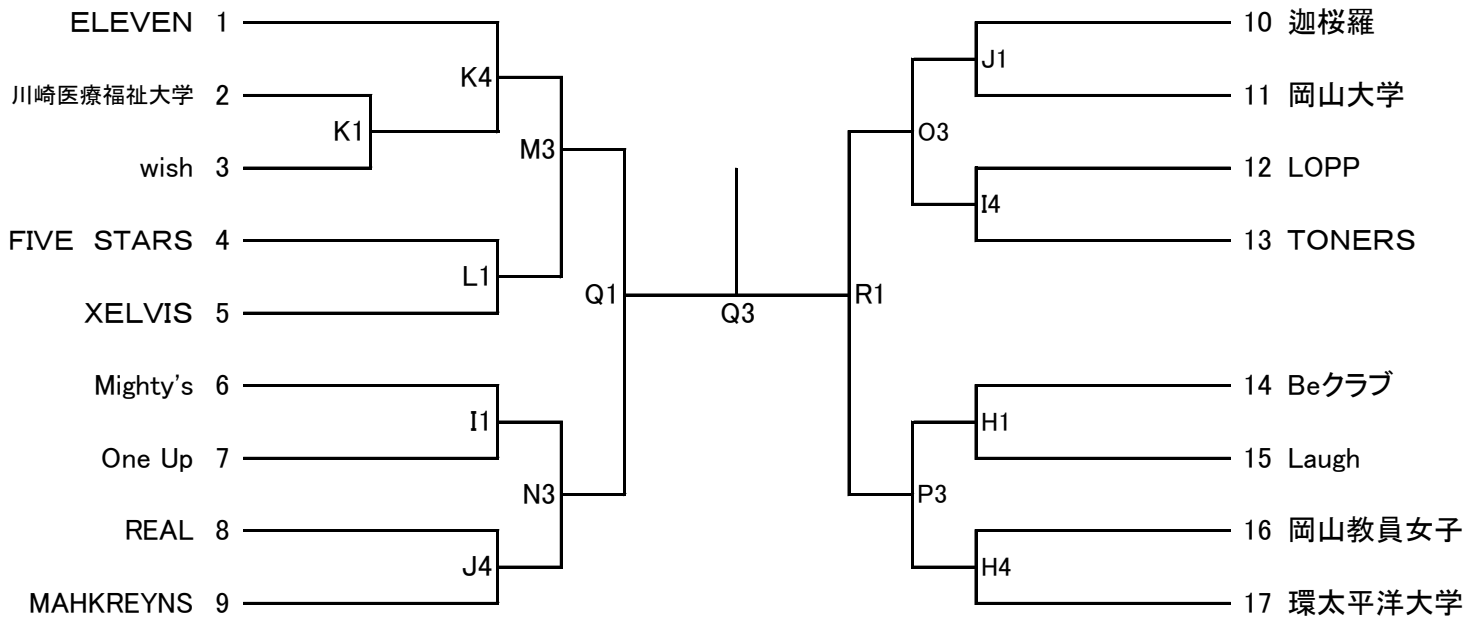 ELEVEN 1
川崎医療福祉大学 2
wish 3
FIVE STARS 4
XELVIS 5
Mighty's 6
One Up 7
REAL 8
MAHKREYNS 9
K1
K4
L1
I1
J4
M3
N3
Q1
Q3
R1
O3
P3
J1
I4
H1
H4
10 迦桜羅
11 岡山大学
12 LOPP
13 TONERS
14 Beクラブ
15 Laugh
16 岡山教員女子
17 環太平洋大学